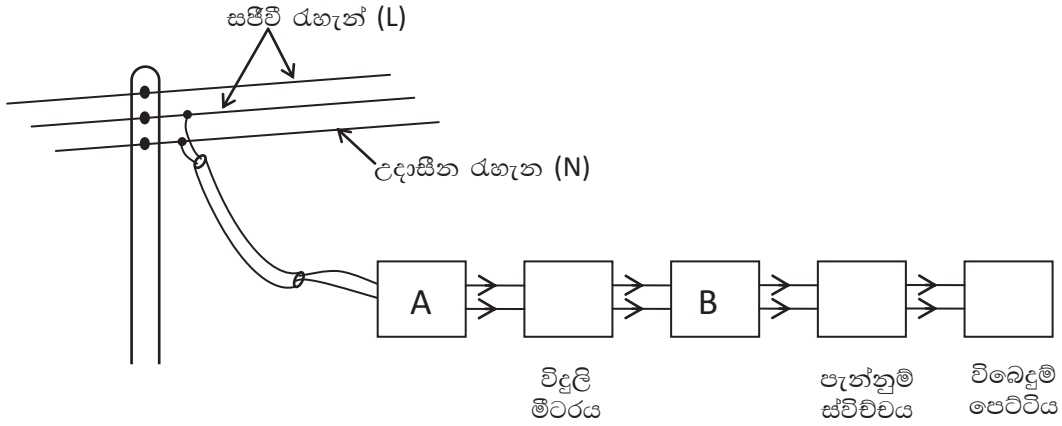 සජීවී රැහැන් (L)
උදාසීන රැහැන (N)
A
B
විදුලි
මීටරය
පැන්නුම්
ස්විච්චය
විබෙදුම්
පෙට්ටිය